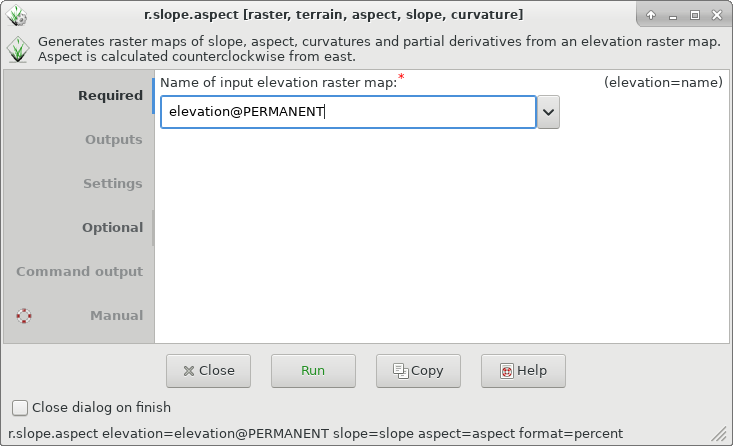 r.slope.aspect [raster, terrain, aspect, slope, curvature]
Generates raster maps of slope, aspect, curvatures and partial derivatives from an elevation raster map.
Aspect is calculated counterclockwise from east.
Required
Outputs
Settings
Optional
Command output
Manual
Name of input elevation raster map:*
(elevation=name)
elevation@PERMANENT
Close
Run
Copy
Help
Close dialog on finish
r.slope.aspect elevation=elevation@PERMANENT slope=slope aspect=aspect format=percent